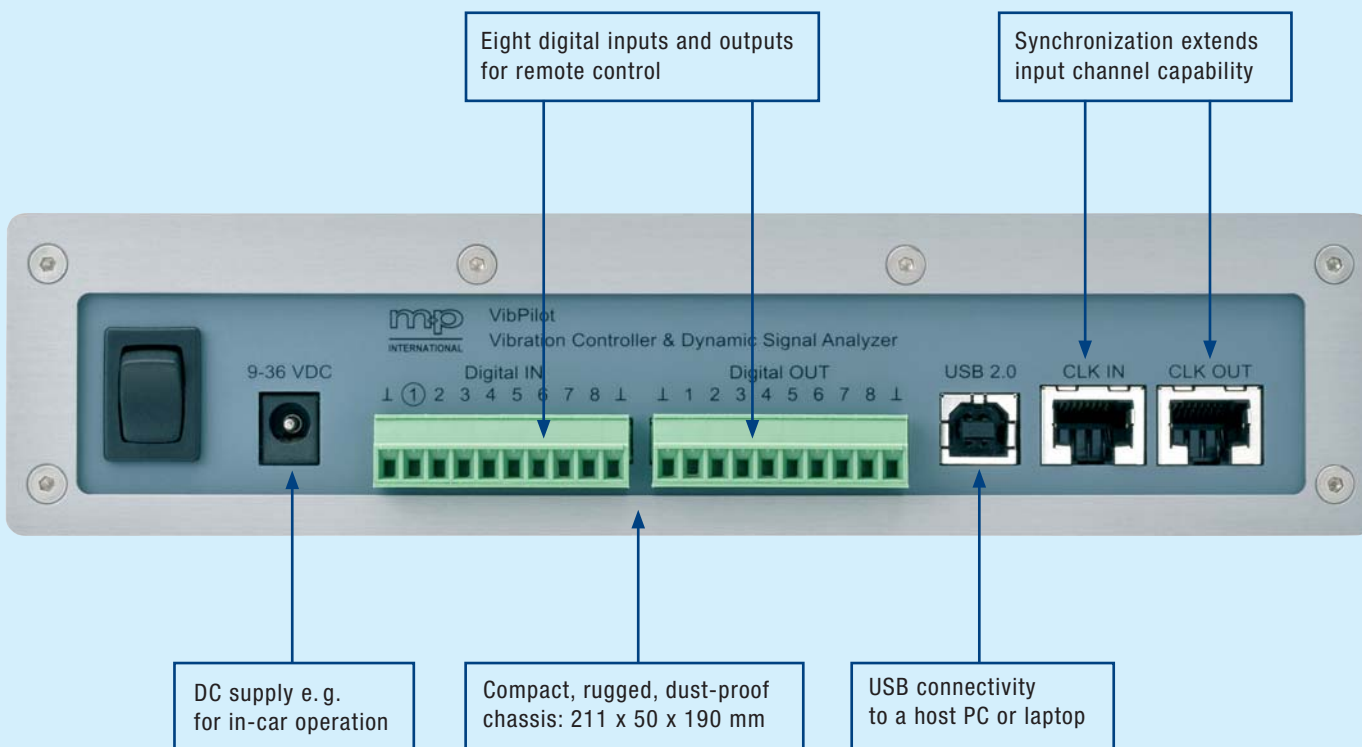 Eight digital inputs and outputs
for remote control
Synchronization extends
input channel capability
m+p
INTERNATIONAL
VibPilot
Vibration Controller & Dynamic Signal Analyzer
9-36 VDC
Digital IN
Digital OUT
USB 2.0
CLK IN
CLK OUT
⊥ 1 2 3 4 5 6 7 8 ⊥
⊥ 1 2 3 4 5 6 7 8 ⊥
DC supply e. g.
for in-car operation
Compact, rugged, dust-proof
chassis: 211 x 50 x 190 mm
USB connectivity
to a host PC or laptop